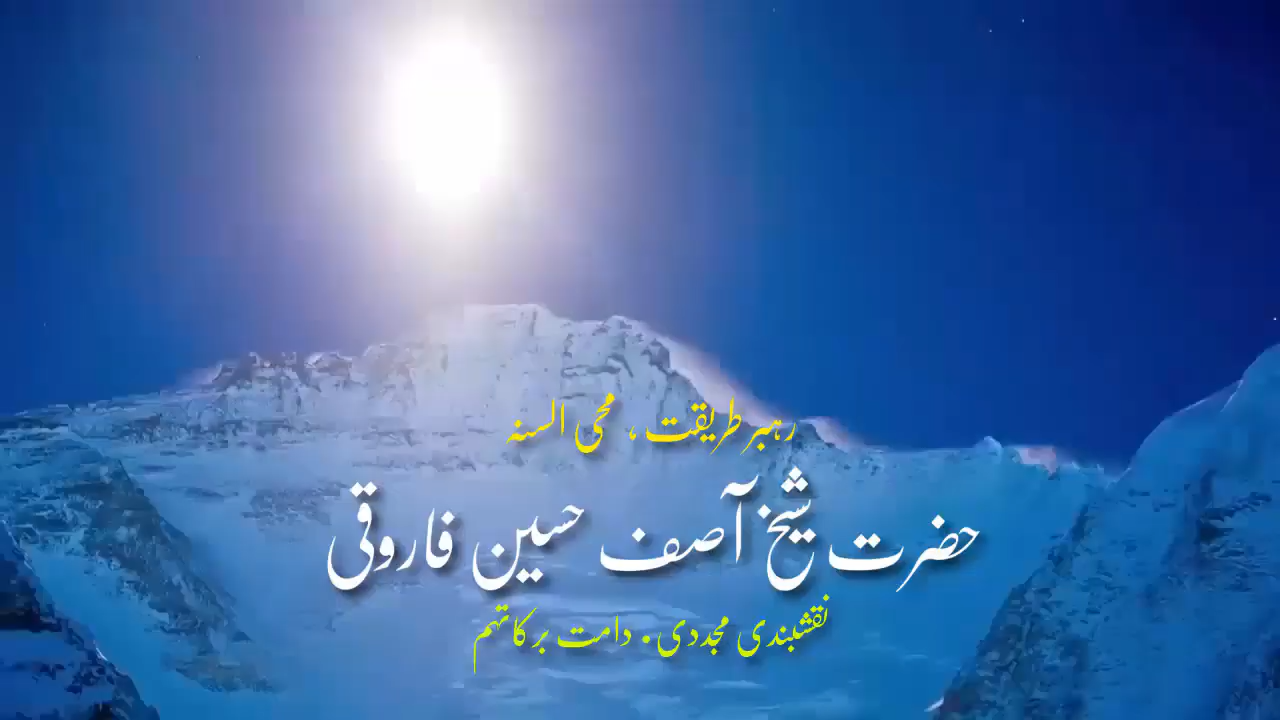 رہبر طریقت، محی السنہ
حضرت شیخ آصف حسین فاروقی
نقشبندی مجددی۔ دامت برکاتہم